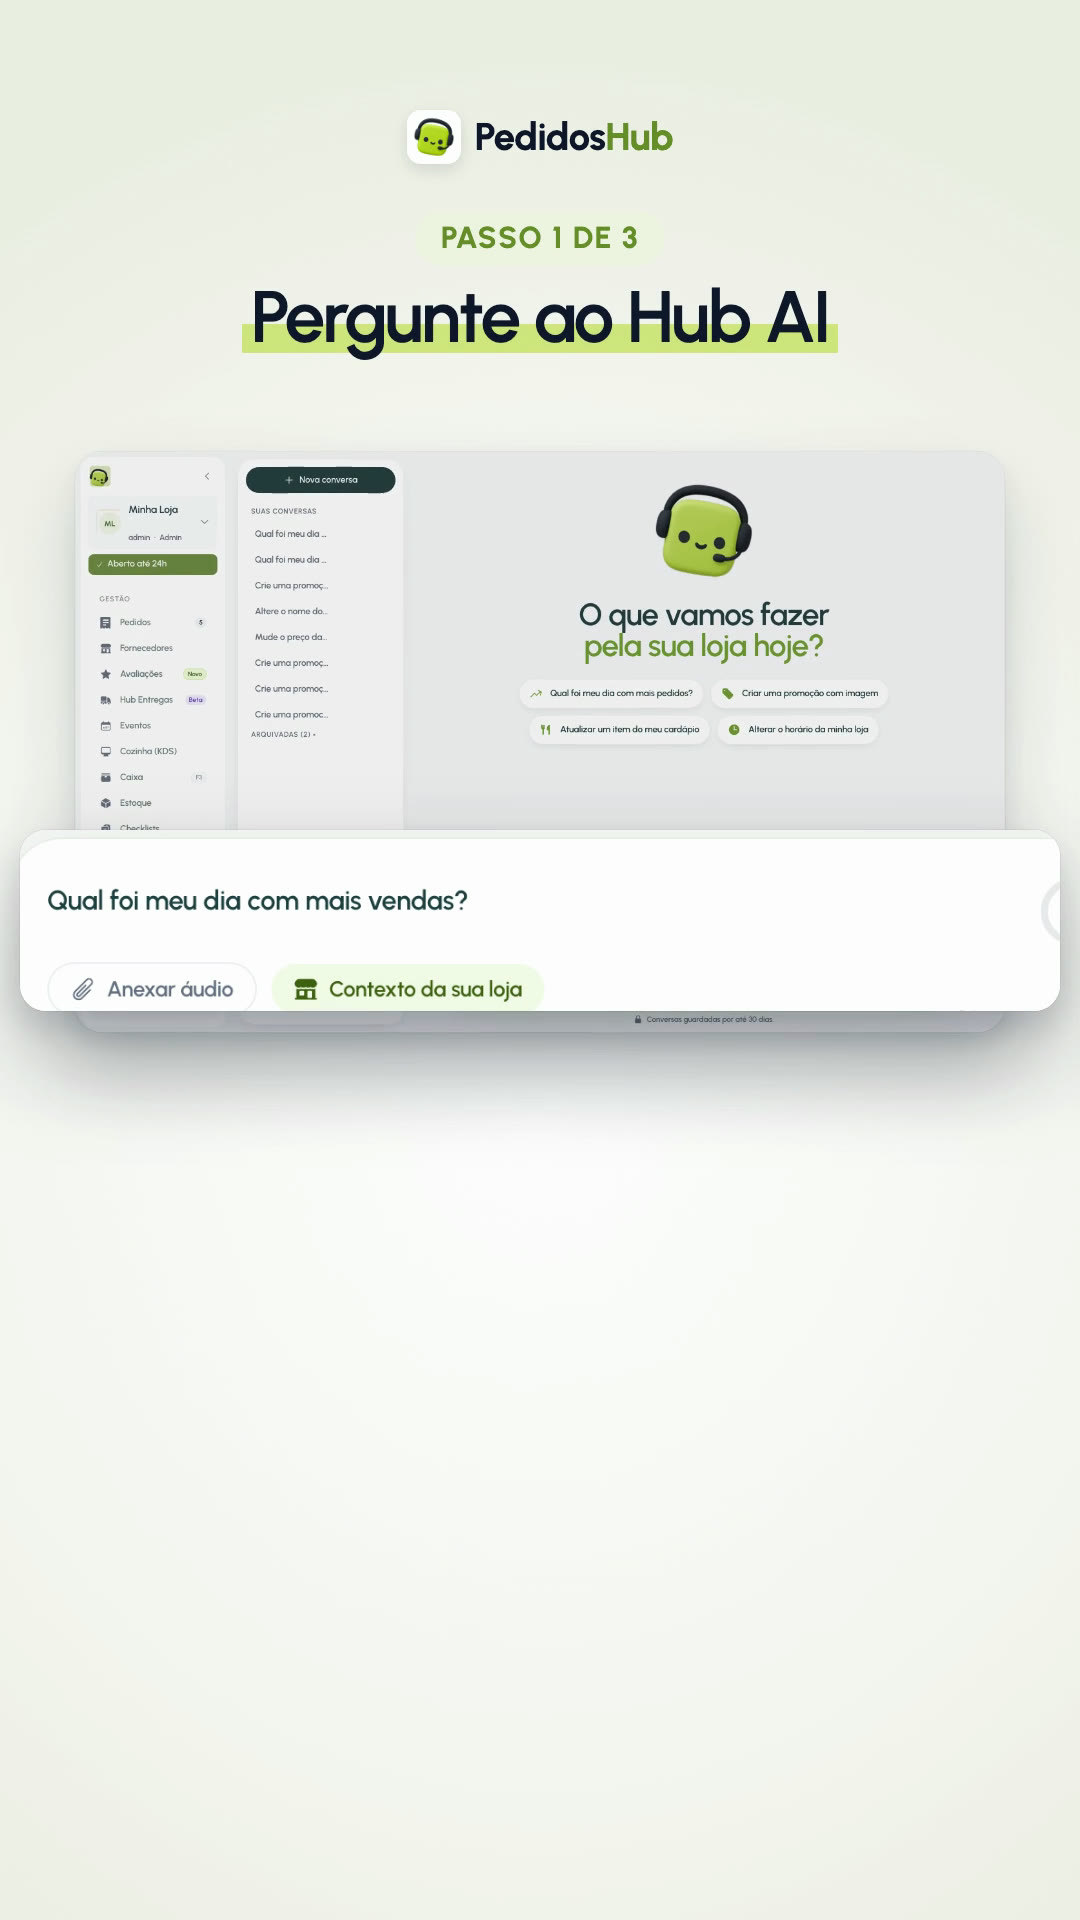 PedidosHub
PASSO 1 DE 3
Pergunte ao Hub AI
Minha Loja
ML
admin · Admin
Aberto até 24h
GESTÃO
Pedidos
Fornecedores
Avaliações Novo
Hub Entregas Beta
Eventos
Cozinha (KDS)
Caixa F3
Estoque
Checklists
+ Nova conversa
SUAS CONVERSAS
Qual foi meu dia ...
Qual foi meu dia ...
Crie uma promoç...
Altere o nome do...
Mude o preço da...
Crie uma promoç...
Crie uma promoç...
Crie uma promoc...
ARQUIVADAS (2)
O que vamos fazer
pela sua loja hoje?
Qual foi meu dia com mais pedidos?
Criar uma promoção com imagem
Atualizar um item do meu cardápio
Alterar o horário da minha loja
Qual foi meu dia com mais vendas?
Anexar áudio
Contexto da sua loja
Conversas guardadas por até 30 dias.